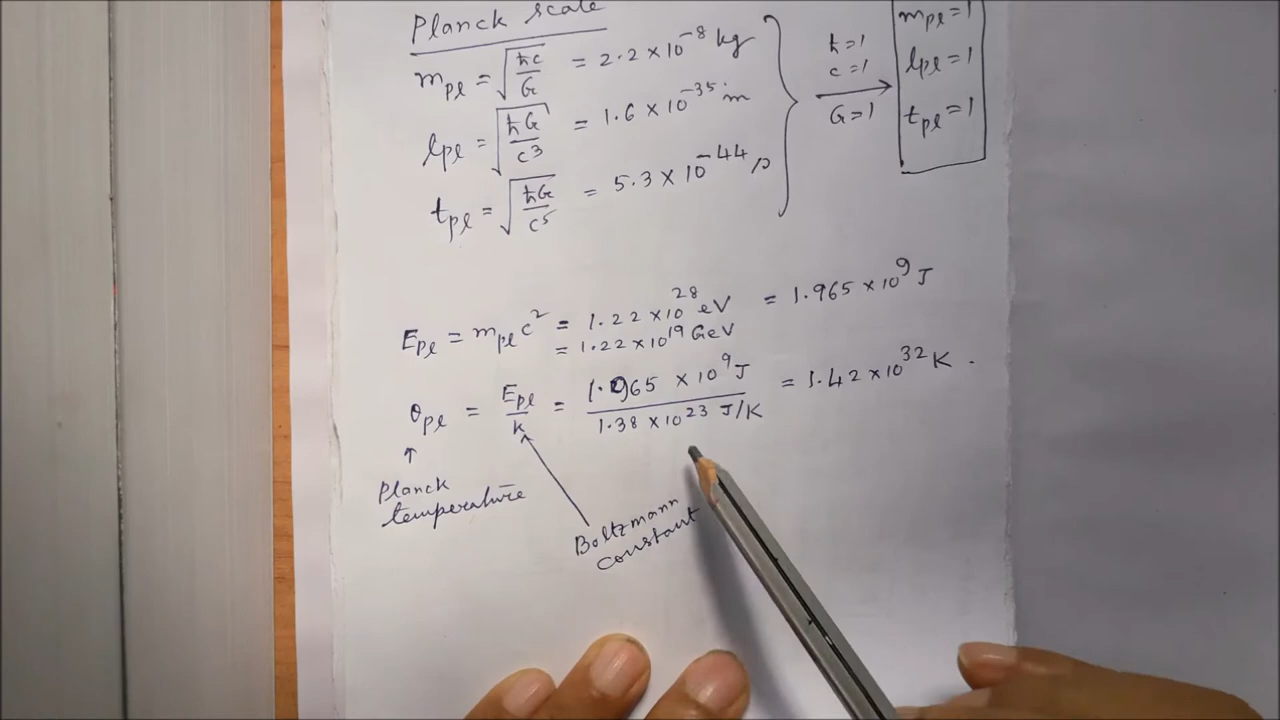 Planck scale
m_pl = √(ħc/G) = 2.2 × 10^-8 kg
l_pl = √(ħG/c^3) = 1.6 × 10^-35 m
t_pl = √(ħG/c^5) = 5.3 × 10^-44 s
ħ=1
c=1
G=1
m_pl = 1
l_pl = 1
t_pl = 1
E_pl = m_pl c^2 = 1.22 × 10^28 eV = 1.965 × 10^9 J
= 1.22 × 10^19 GeV
θ_pl = E_pl/k = 1.965 × 10^9 J / 1.38 × 10^23 J/K = 1.42 × 10^32 K.
Planck
temperature
Boltzmann
constant